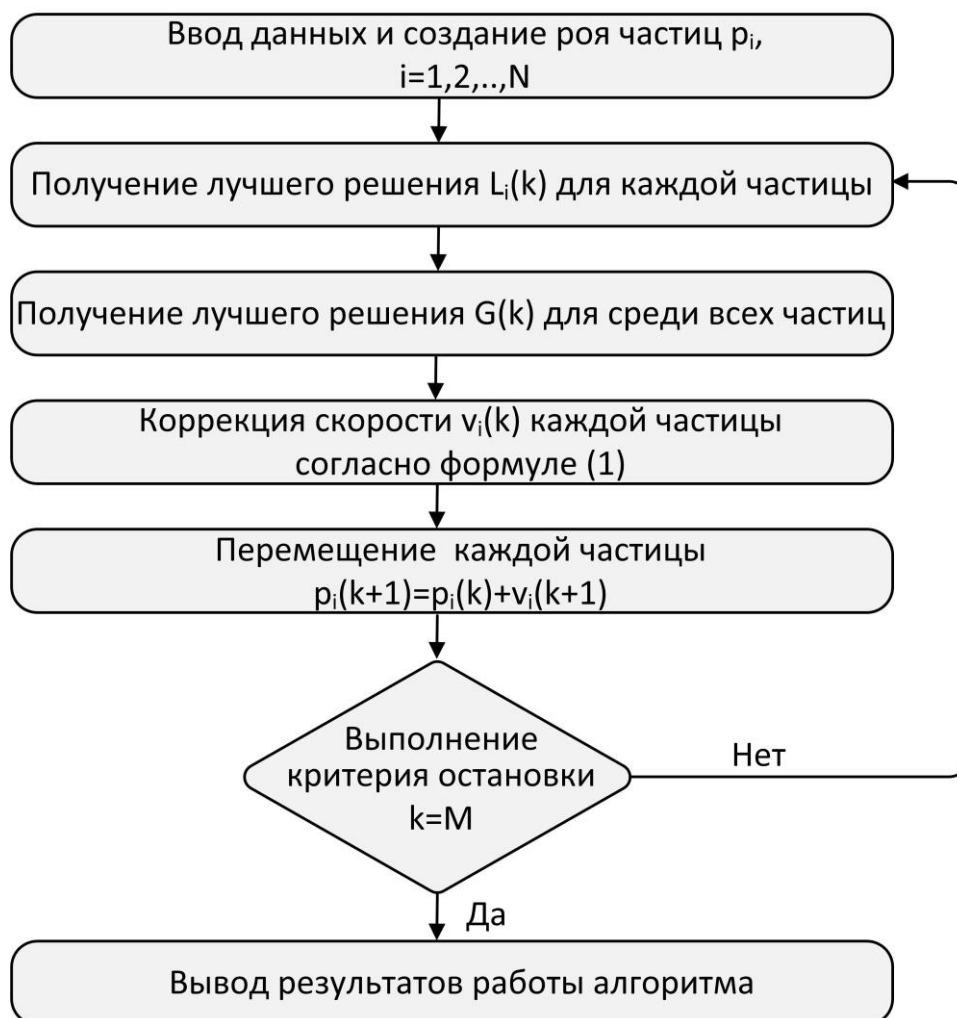 Ввод данных и создание роя частиц pᵢ,
i=1,2,..,N
Получение лучшего решения Lᵢ(k) для каждой частицы
Получение лучшего решения G(k) для среди всех частиц
Коррекция скорости vᵢ(k) каждой частицы
согласно формуле (1)
Перемещение каждой частицы
pᵢ(k+1)=pᵢ(k)+vᵢ(k+1)
Выполнение
критерия остановки
k=M
Нет
Да
Вывод результатов работы алгоритма